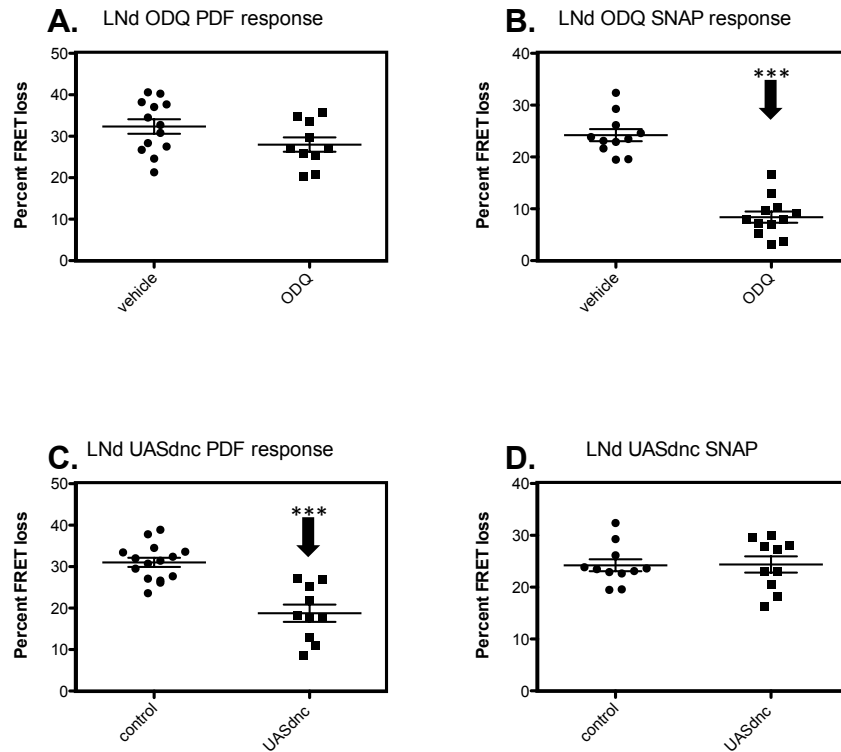 A. LNd ODQ PDF response
Percent FRET loss
50
40
30
20
10
0
vehicle
ODQ
B. LNd ODQ SNAP response
Percent FRET loss
40
30
20
10
0
***
vehicle
ODQ
C. LNd UASdnc PDF response
Percent FRET loss
50
40
30
20
10
0
***
control
UASdnc
D. LNd UASdnc SNAP
Percent FRET loss
40
30
20
10
0
control
UASdnc